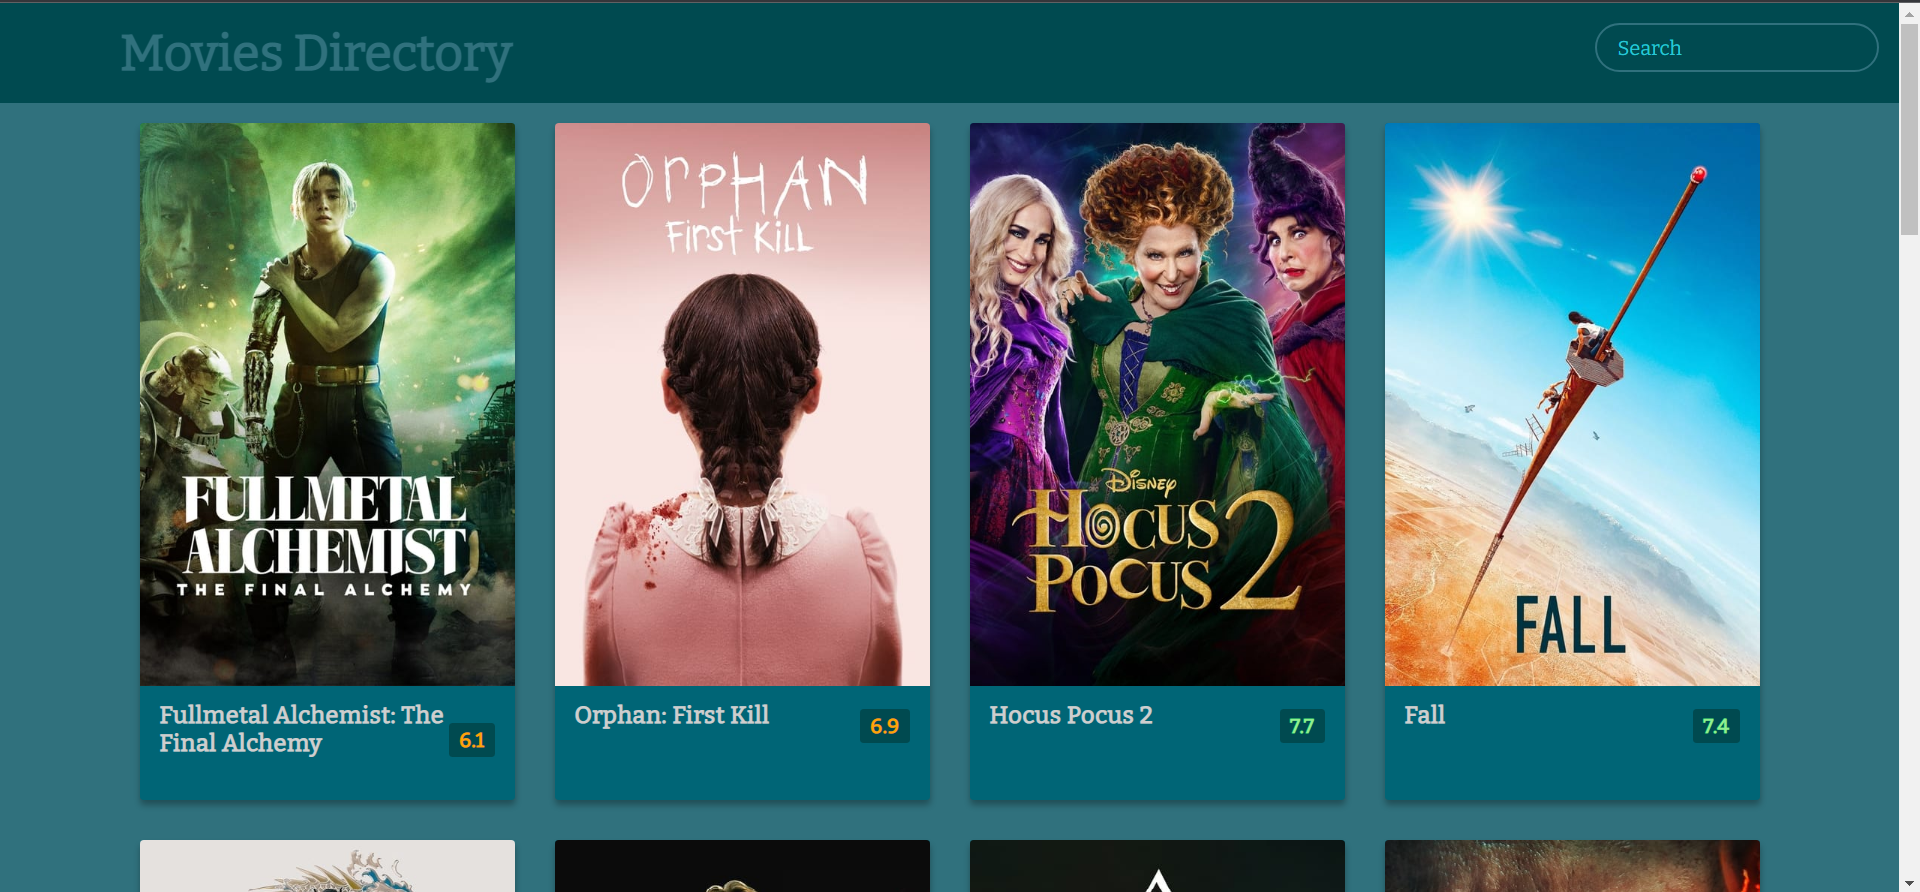 Movies Directory
Search
ORPHAN
First Kill
FULLMETAL
ALCHEMIST
THE FINAL ALCHEMY
Disney
HOCUS
POCUS 2
FALL
Fullmetal Alchemist: The
Final Alchemy
6.1
Orphan: First Kill
6.9
Hocus Pocus 2
7.7
Fall
7.4